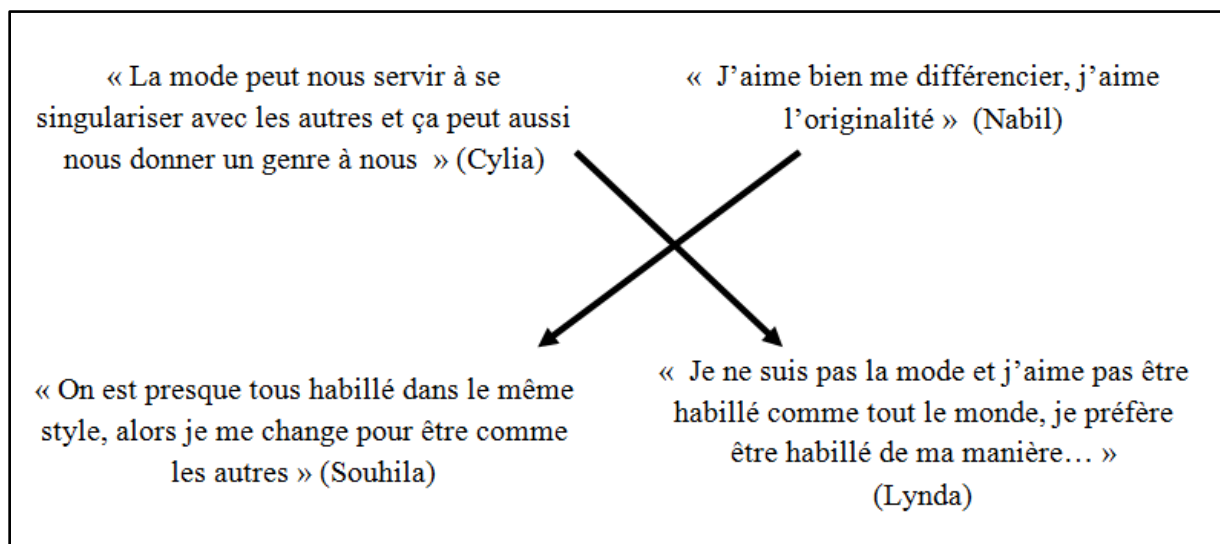 « La mode peut nous servir à se
singulariser avec les autres et ça peut aussi
nous donner un genre à nous  » (Cylia)
«  J’aime bien me différencier, j’aime
l’originalité »  (Nabil)
« On est presque tous habillé dans le même
style, alors je me change pour être comme
les autres » (Souhila)
«  Je ne suis pas la mode et j’aime pas être
habillé comme tout le monde, je préfère
être habillé de ma manière… »
(Lynda)